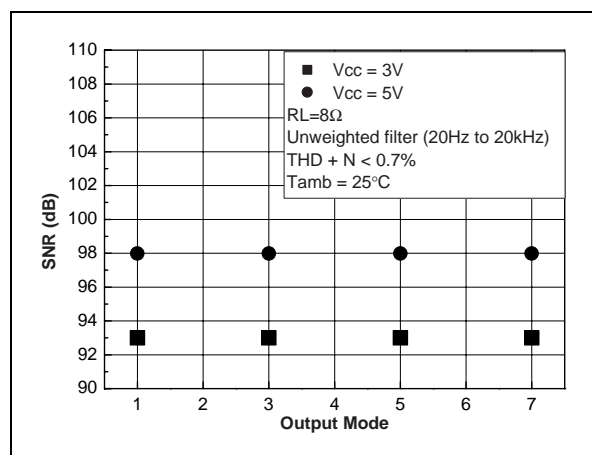 110
108
106
104
102
100
98
96
94
92
90
SNR (dB)
Vcc = 3V
Vcc = 5V
RL=8Ω
Unweighted filter (20Hz to 20kHz)
THD + N < 0.7%
Tamb = 25°C
1 2 3 4 5 6 7
Output Mode